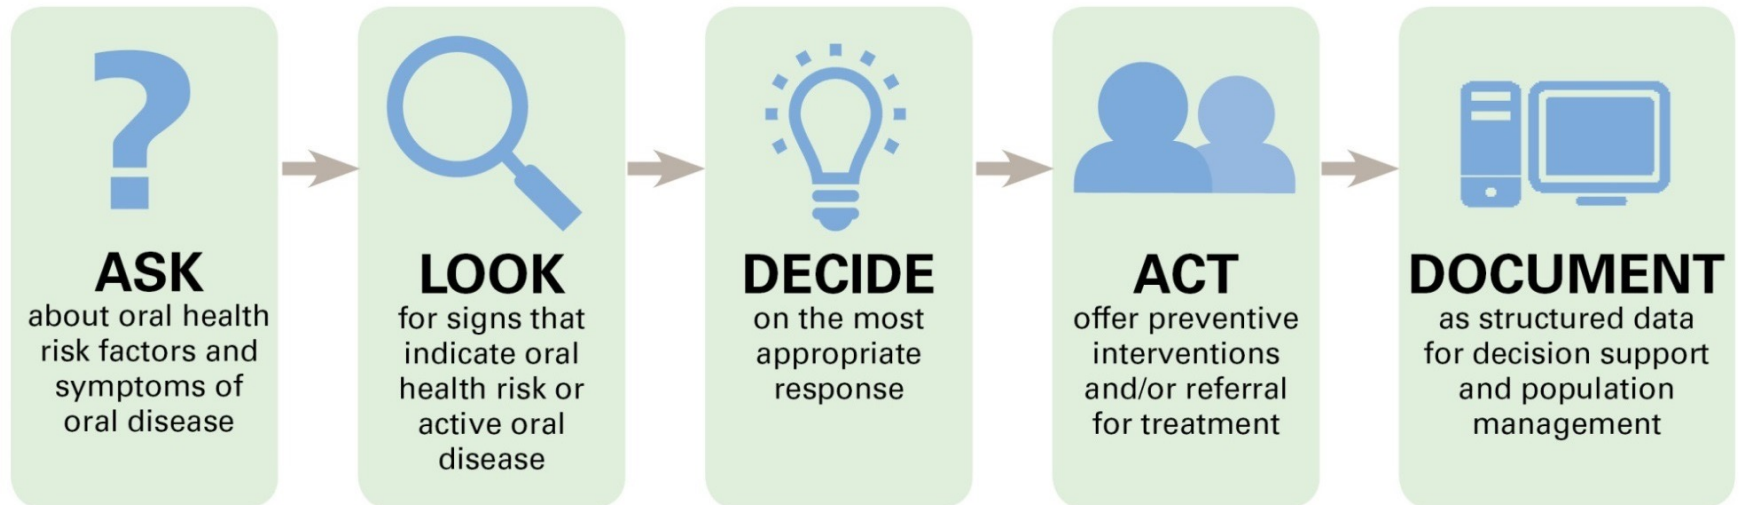 ASK
about oral health
risk factors and
symptoms of
oral disease
LOOK
for signs that
indicate oral
health risk or
active oral
disease
DECIDE
on the most
appropriate
response
ACT
offer preventive
interventions
and/or referral
for treatment
DOCUMENT
as structured data
for decision support
and population
management